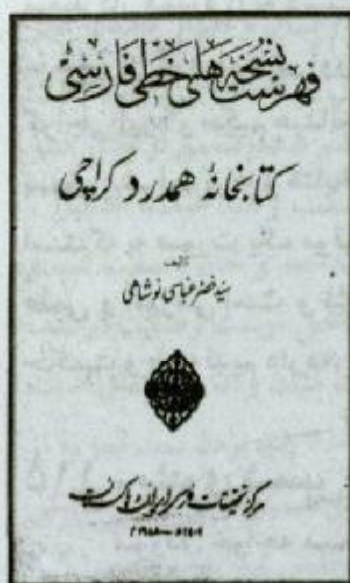 فهرست نسخه های خطی فارسی
کتابخانهٔ همدرد کراچی
تألیف
سید خضر عباسی نوشاهی
مرکز تحقیقات فارسی ایران و پاکستان